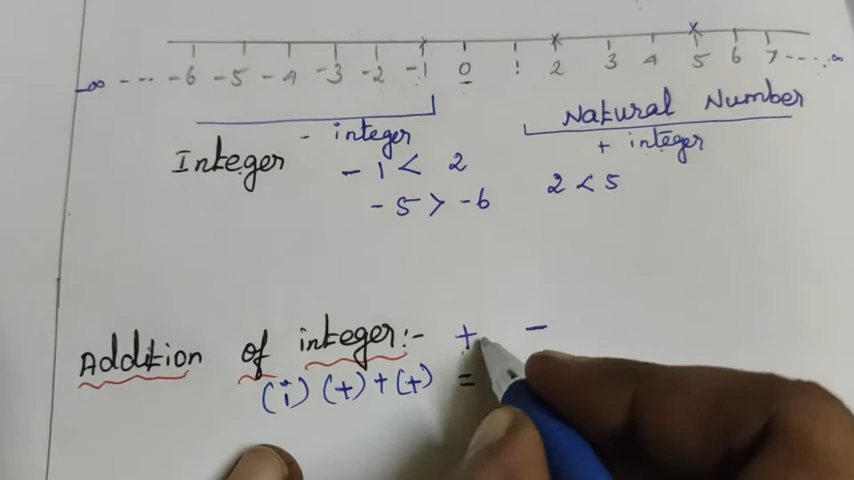 -∞ --- -6 -5 -4 -3 -2 -1 0 1 2 3 4 5 6 7 ----- ∞
Natural Number
- integer
+ integer
Integer
- 1 < 2
2 < 5
- 5 > -6
Addition of integer:- + -
(i) (+) + (+) =